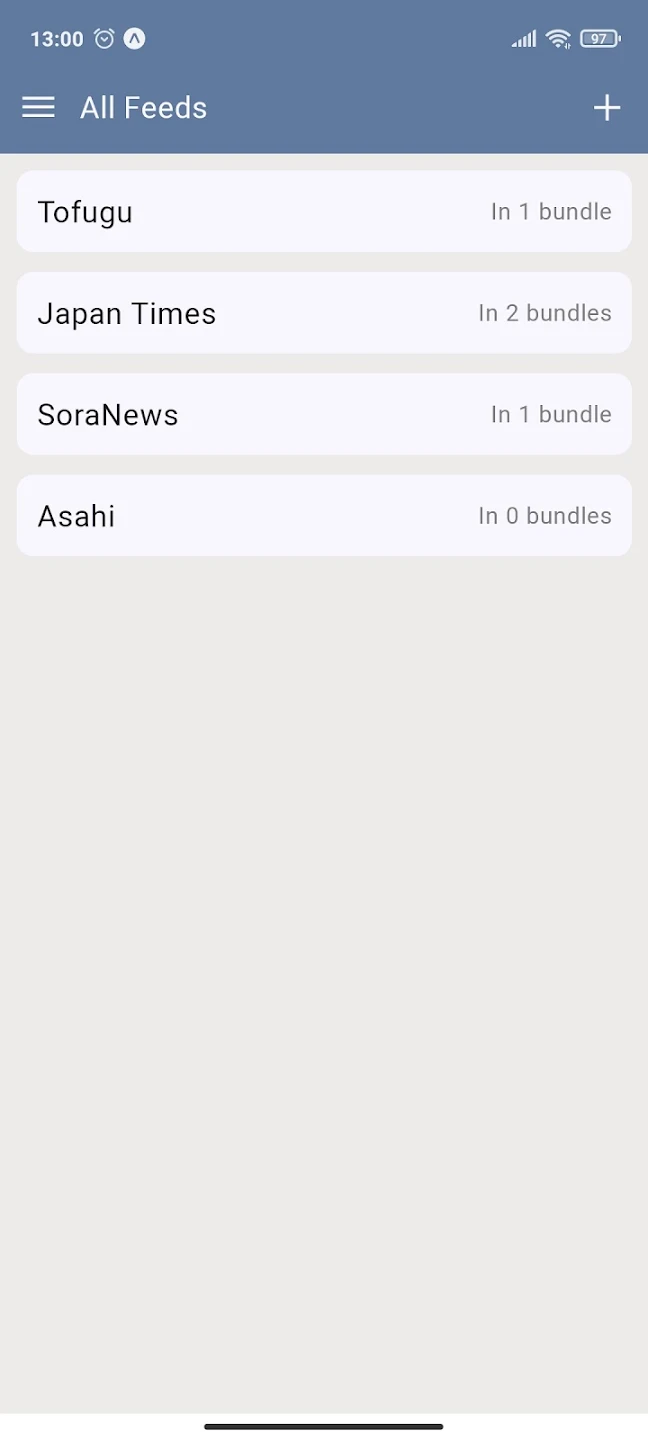 13:00 97
All Feeds
Tofugu In 1 bundle
Japan Times In 2 bundles
SoraNews In 1 bundle
Asahi In 0 bundles